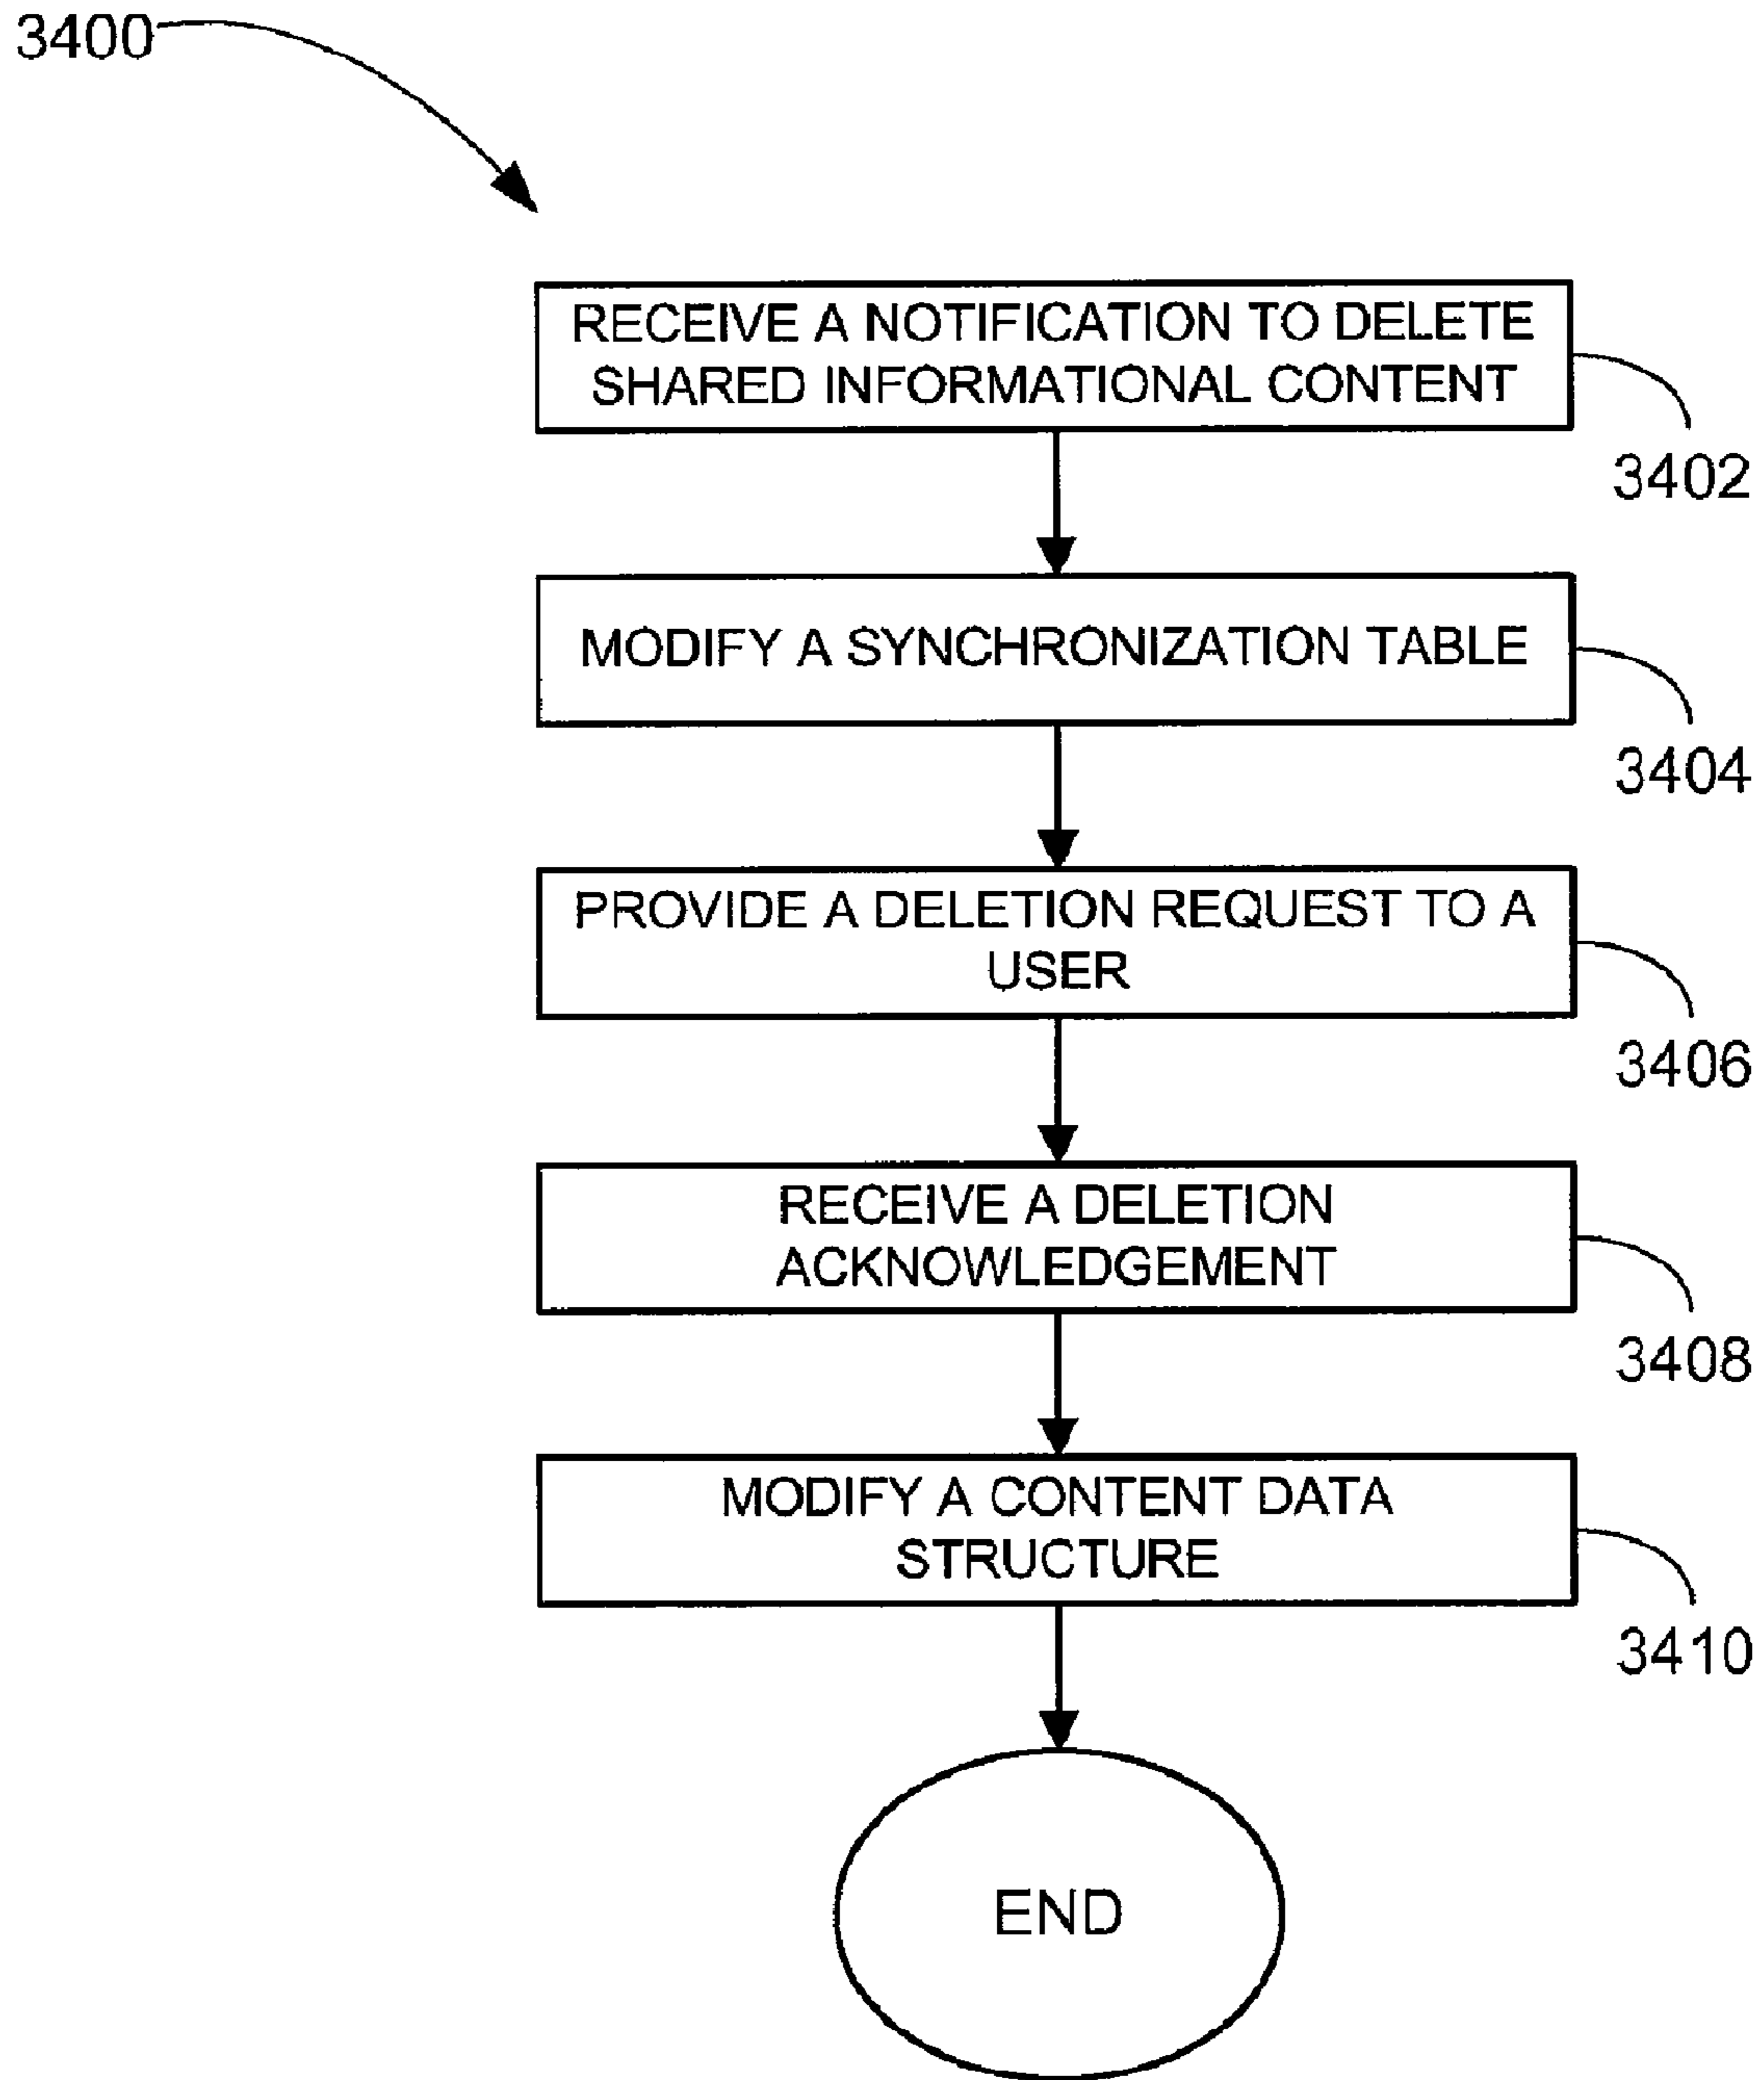 3400
RECEIVE A NOTIFICATION TO DELETE
SHARED INFORMATIONAL CONTENT
3402
MODIFY A SYNCHRONIZATION TABLE
3404
PROVIDE A DELETION REQUEST TO A
USER
3406
RECEIVE A DELETION
ACKNOWLEDGEMENT
3408
MODIFY A CONTENT DATA
STRUCTURE
3410
END